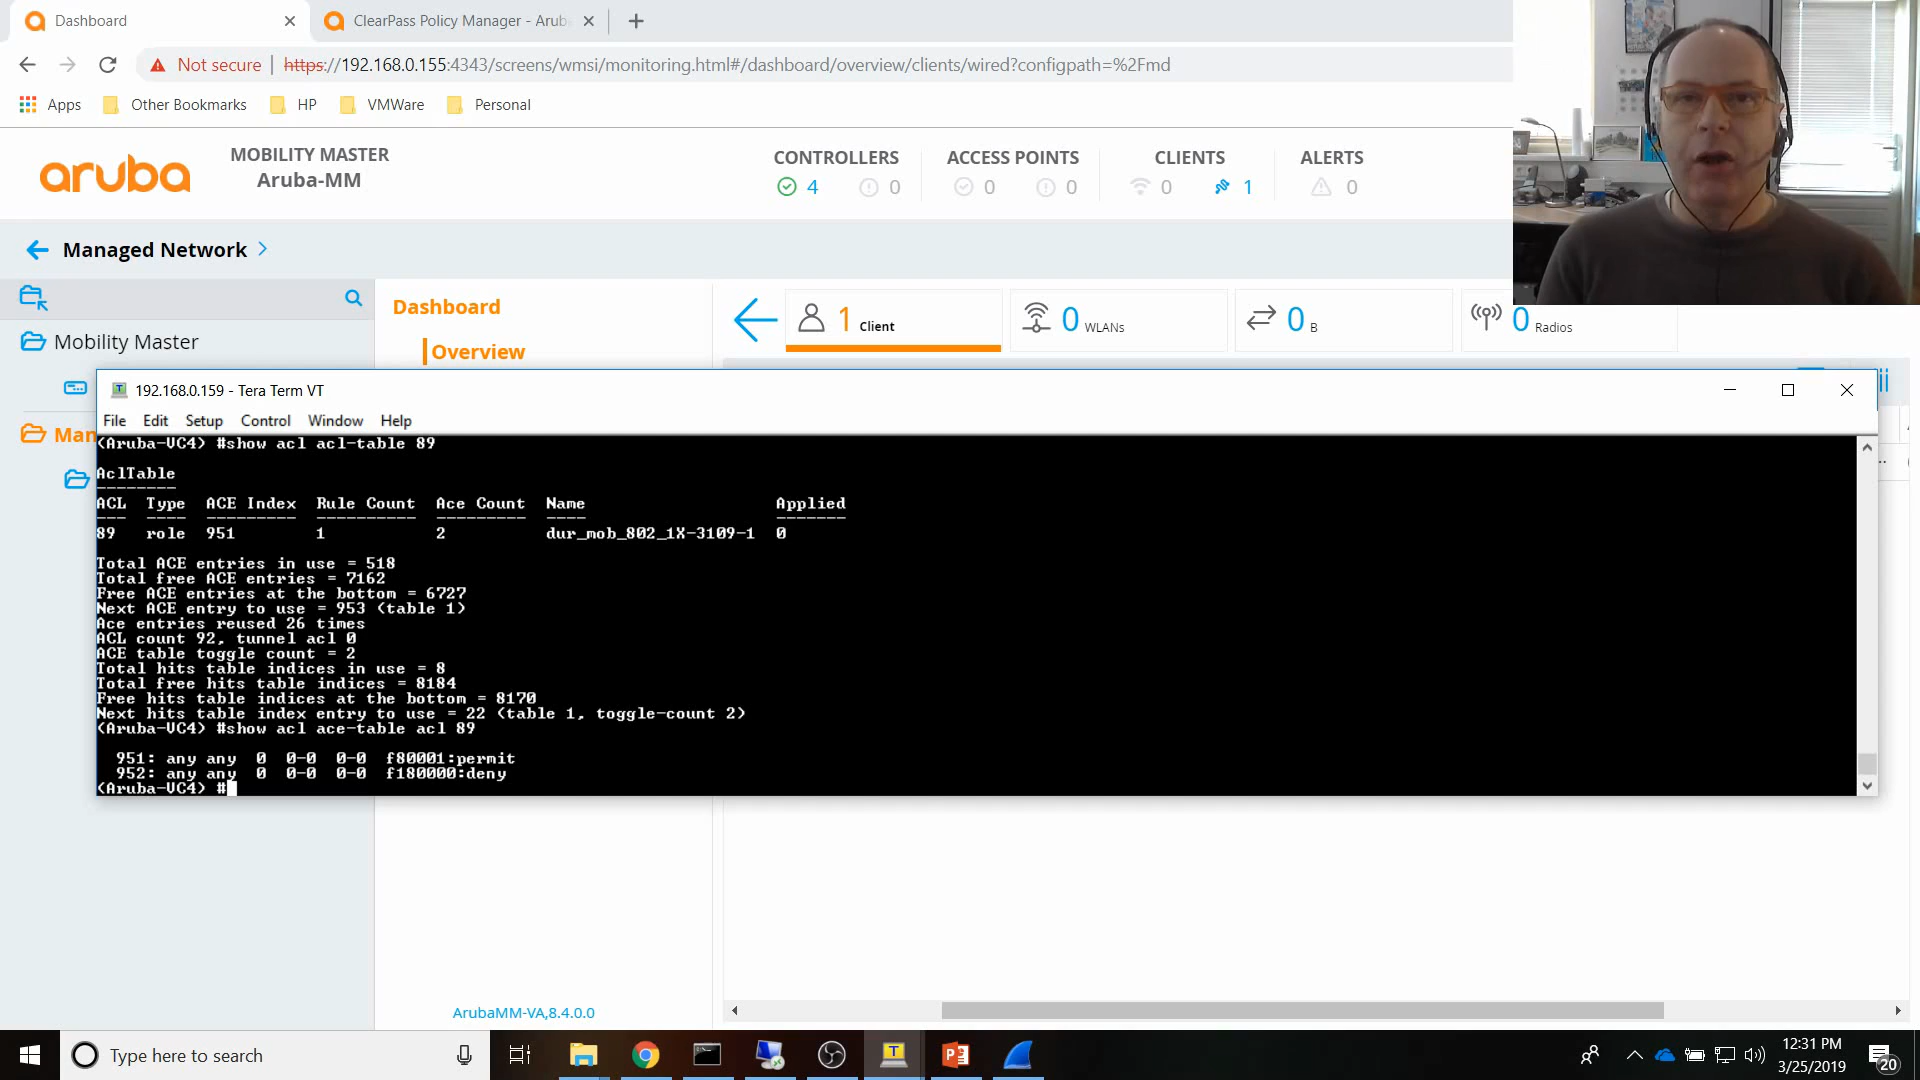 Dashboard
ClearPass Policy Manager - Arub
Not secure | https://192.168.0.155:4343/screens/wmsi/monitoring.html#/dashboard/overview/clients/wired?configpath=%2Fmd
Apps Other Bookmarks HP VMWare Personal
aruba
MOBILITY MASTER
Aruba-MM
CONTROLLERS
4 0
ACCESS POINTS
0 0
CLIENTS
0 1
ALERTS
0
Managed Network
Mobility Master
Man
Dashboard
Overview
1 Client
0 WLANs
0 B
0 Radios
192.168.0.159 - Tera Term VT
File Edit Setup Control Window Help
(Aruba-VC4) #show acl acl-table 89
AclTable
--------
ACL Type ACE Index Rule Count Ace Count Name Applied
--- ---- --------- ---------- --------- ---- -------
89 role 951 1 2 dur_mob_802_1X-3109-1 0
Total ACE entries in use = 518
Total free ACE entries = 7162
Free ACE entries at the bottom = 6727
Next ACE entry to use = 953 (table 1)
Ace entries reused 26 times
ACL count 92, tunnel acl 0
ACE table toggle count = 2
Total hits table indices in use = 8
Total free hits table indices = 8184
Free hits table indices at the bottom = 8170
Next hits table index entry to use = 22 (table 1, toggle-count 2)
(Aruba-VC4) #show acl ace-table acl 89
951: any any 0 0-0 0-0 f80001:permit
952: any any 0 0-0 0-0 f180000:deny
(Aruba-VC4) #
ArubaMM-VA,8.4.0.0
Type here to search
12:31 PM
3/25/2019
20